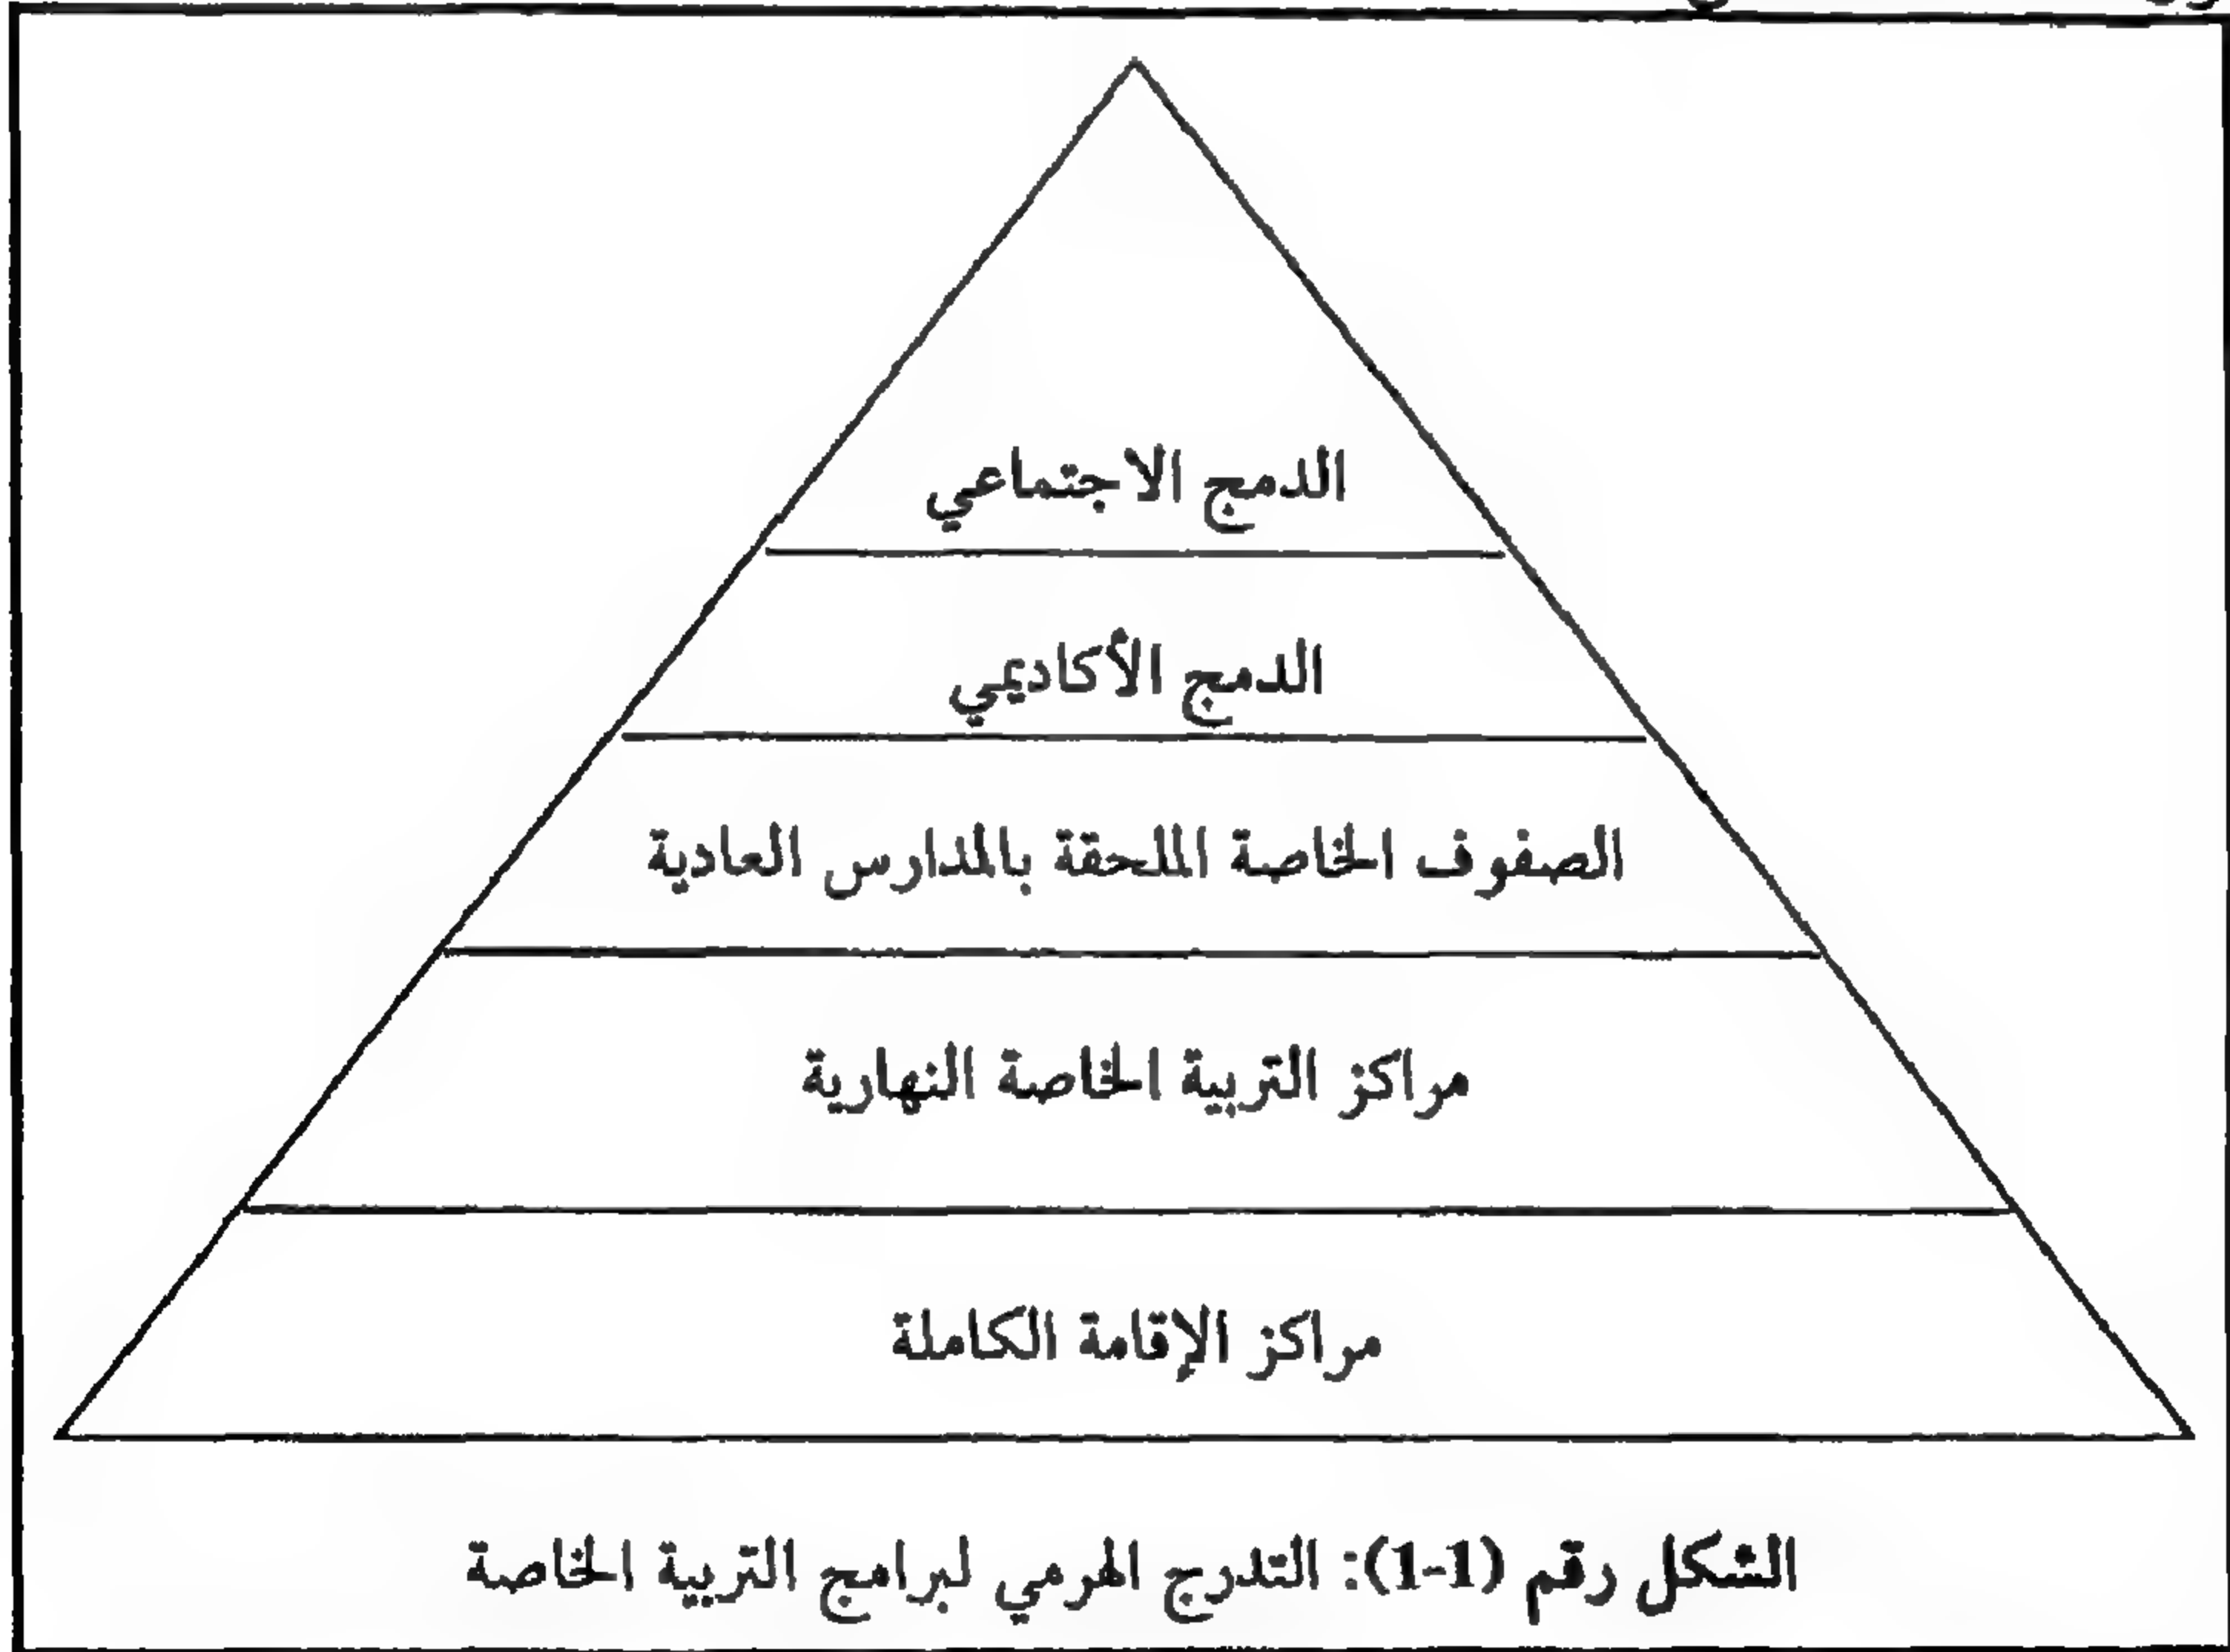 الدمج الاجتماعي
الدمج الأكاديمي
الصفوف الخاصة الملحقة بالمدارس العادية
مراكز التربية الخاصة النهارية
مراكز الإقامة الكاملة
الشكل رقم (1-1): التدرج الهرمي لبرامج التربية الخاصة